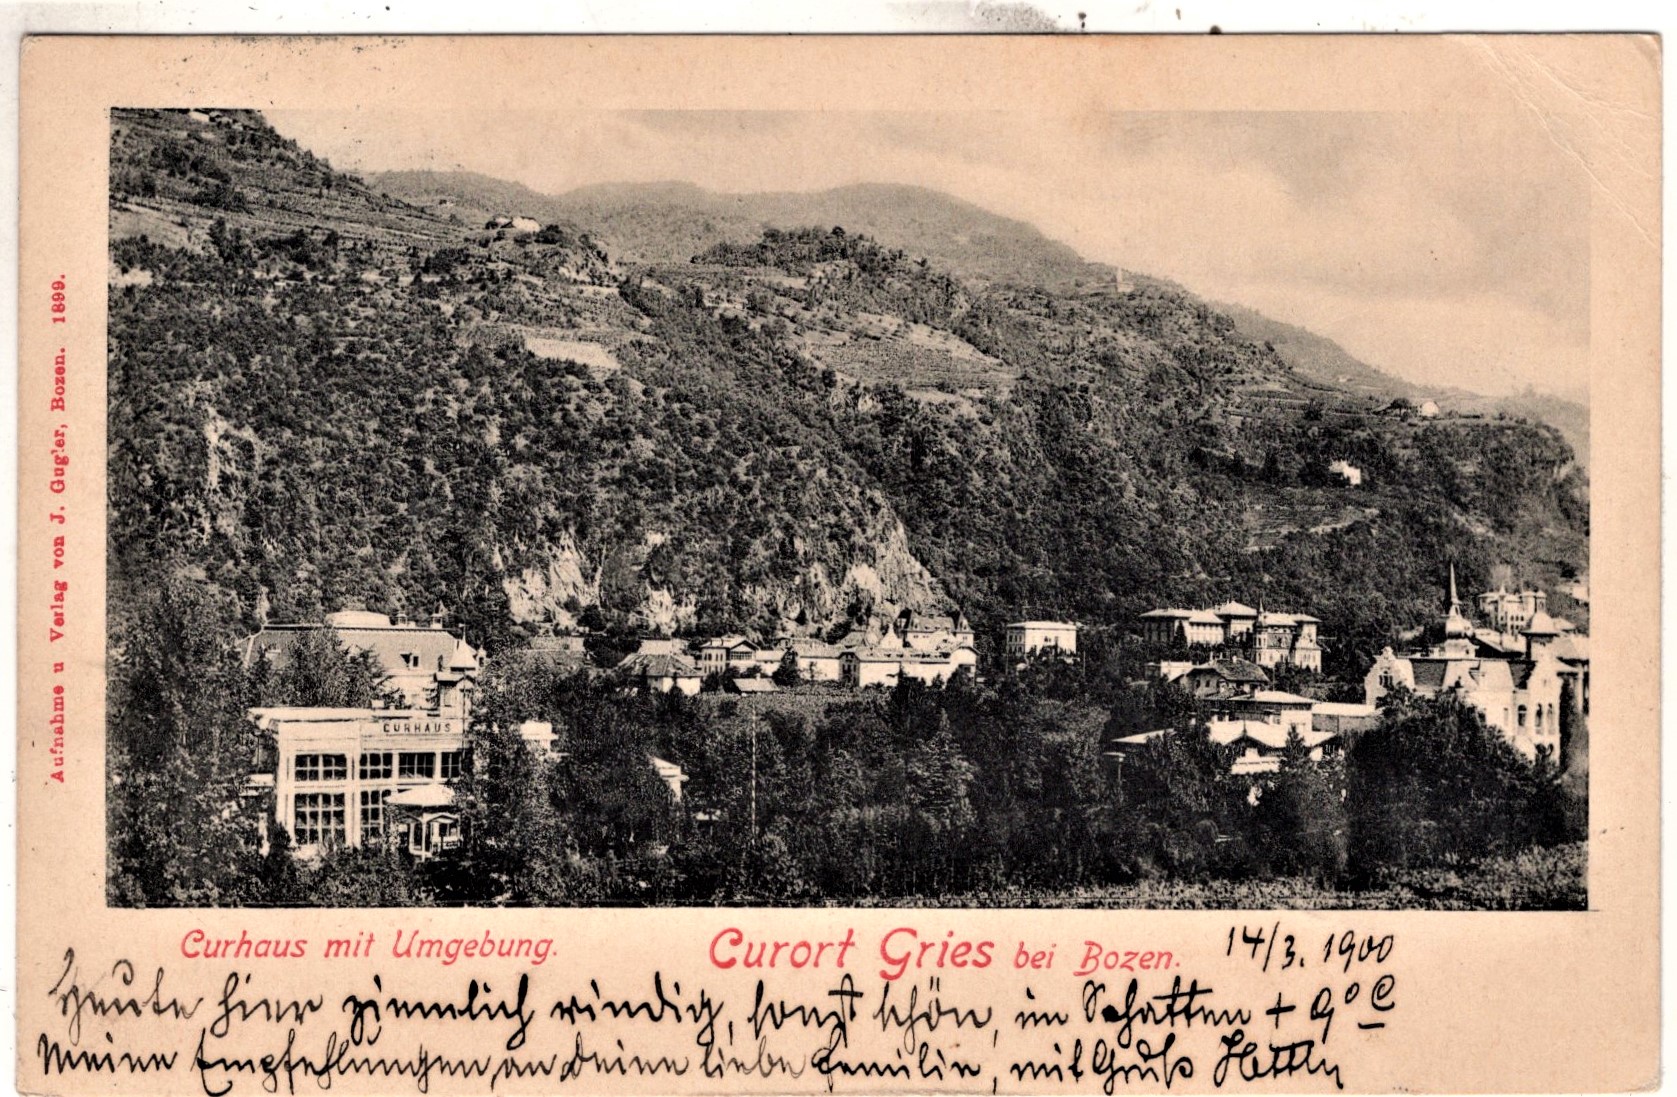 Aufnahme u Verlag von J. Gugler, Bozen. 1899.
CURHAUS
Curhaus mit Umgebung.
Curort Gries bei Bozen.
14/3. 1900
Heute hier ziemlich windig, sonst schön, im Schatten + 9° C
Meine Empfehlungen an Deine liebe Familie, mit Gruß